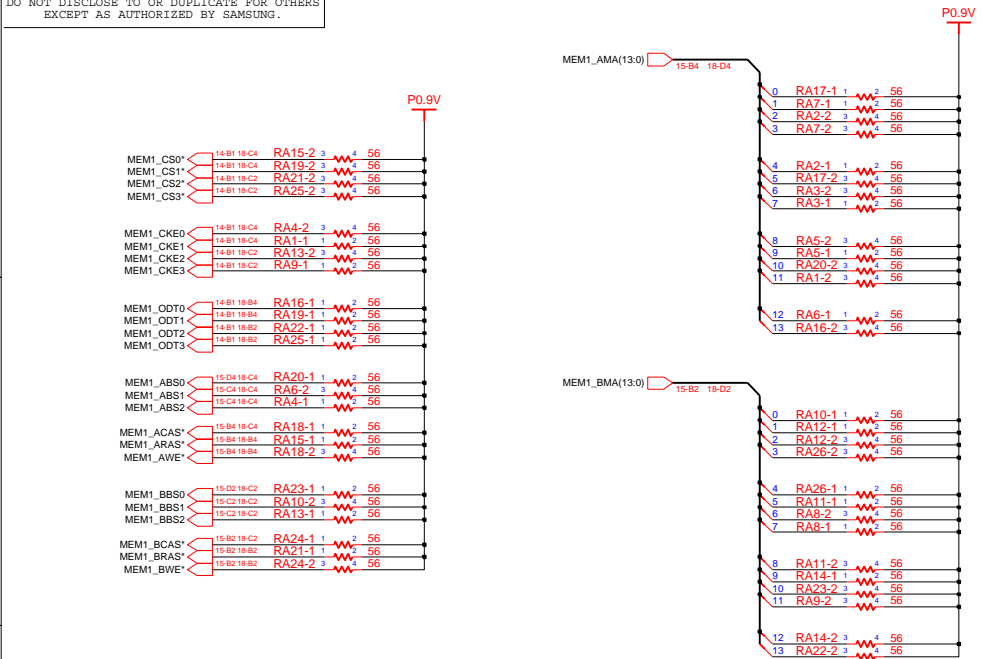 DO NOT DISCLOSE TO OR DUPLICATE FOR OTHERS
EXCEPT AS AUTHORIZED BY SAMSUNG.
P0.9V
MEM1_CS0* 14-B1 18-C4 RA15-2 3 4 56
MEM1_CS1* 14-B1 18-C4 RA19-2 3 4 56
MEM1_CS2* 14-B1 18-C2 RA21-2 3 4 56
MEM1_CS3* 14-B1 18-C2 RA25-2 3 4 56
MEM1_CKE0 14-B1 18-C4 RA4-2 3 4 56
MEM1_CKE1 14-B1 18-C4 RA1-1 1 2 56
MEM1_CKE2 14-B1 18-C2 RA13-2 3 4 56
MEM1_CKE3 14-B1 18-C2 RA9-1 1 2 56
MEM1_ODT0 14-B1 18-B4 RA16-1 1 2 56
MEM1_ODT1 14-B1 18-B4 RA19-1 1 2 56
MEM1_ODT2 14-B1 18-B2 RA22-1 1 2 56
MEM1_ODT3 14-B1 18-B2 RA25-1 1 2 56
MEM1_ABS0 15-D4 18-C4 RA20-1 1 2 56
MEM1_ABS1 15-C4 18-C4 RA6-2 3 4 56
MEM1_ABS2 15-C4 18-C4 RA4-1 1 2 56
MEM1_ACAS* 15-B4 18-C4 RA18-1 1 2 56
MEM1_ARAS* 15-B4 18-B4 RA15-1 1 2 56
MEM1_AWE* 15-B4 18-B4 RA18-2 3 4 56
MEM1_BBS0 15-D2 18-C2 RA23-1 1 2 56
MEM1_BBS1 15-C2 18-C2 RA10-2 3 4 56
MEM1_BBS2 15-C2 18-C2 RA13-1 1 2 56
MEM1_BCAS* 15-B2 18-C2 RA24-1 1 2 56
MEM1_BRAS* 15-B2 18-B2 RA21-1 1 2 56
MEM1_BWE* 15-B2 18-B2 RA24-2 3 4 56
P0.9V
MEM1_AMA(13:0) 15-B4 18-D4
0 RA17-1 1 2 56
1 RA7-1 1 2 56
2 RA2-2 3 4 56
3 RA7-2 3 4 56
4 RA2-1 1 2 56
5 RA17-2 3 4 56
6 RA3-2 3 4 56
7 RA3-1 1 2 56
8 RA5-2 3 4 56
9 RA5-1 1 2 56
10 RA20-2 3 4 56
11 RA1-2 3 4 56
12 RA6-1 1 2 56
13 RA16-2 3 4 56
MEM1_BMA(13:0) 15-B2 18-D2
0 RA10-1 1 2 56
1 RA12-1 1 2 56
2 RA12-2 3 4 56
3 RA26-2 3 4 56
4 RA26-1 1 2 56
5 RA11-1 1 2 56
6 RA8-2 3 4 56
7 RA8-1 1 2 56
8 RA11-2 3 4 56
9 RA14-1 1 2 56
10 RA23-2 3 4 56
11 RA9-2 3 4 56
12 RA14-2 3 4 56
13 RA22-2 3 4 56